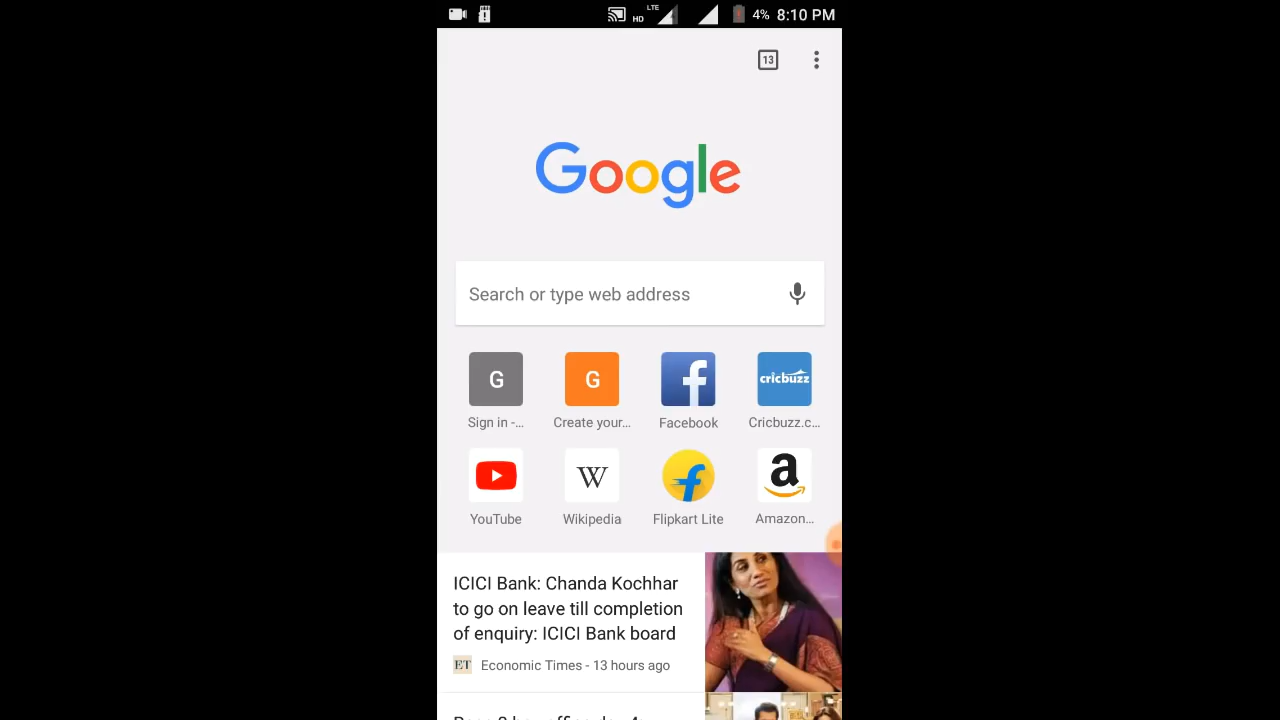 HD LTE 4% 8:10 PM
13
Google
Search or type web address
G G f cricbuzz
Sign in -... Create your... Facebook Cricbuzz.c...
W f a
YouTube Wikipedia Flipkart Lite Amazon...
ICICI Bank: Chanda Kochhar
to go on leave till completion
of enquiry: ICICI Bank board
ET Economic Times - 13 hours ago